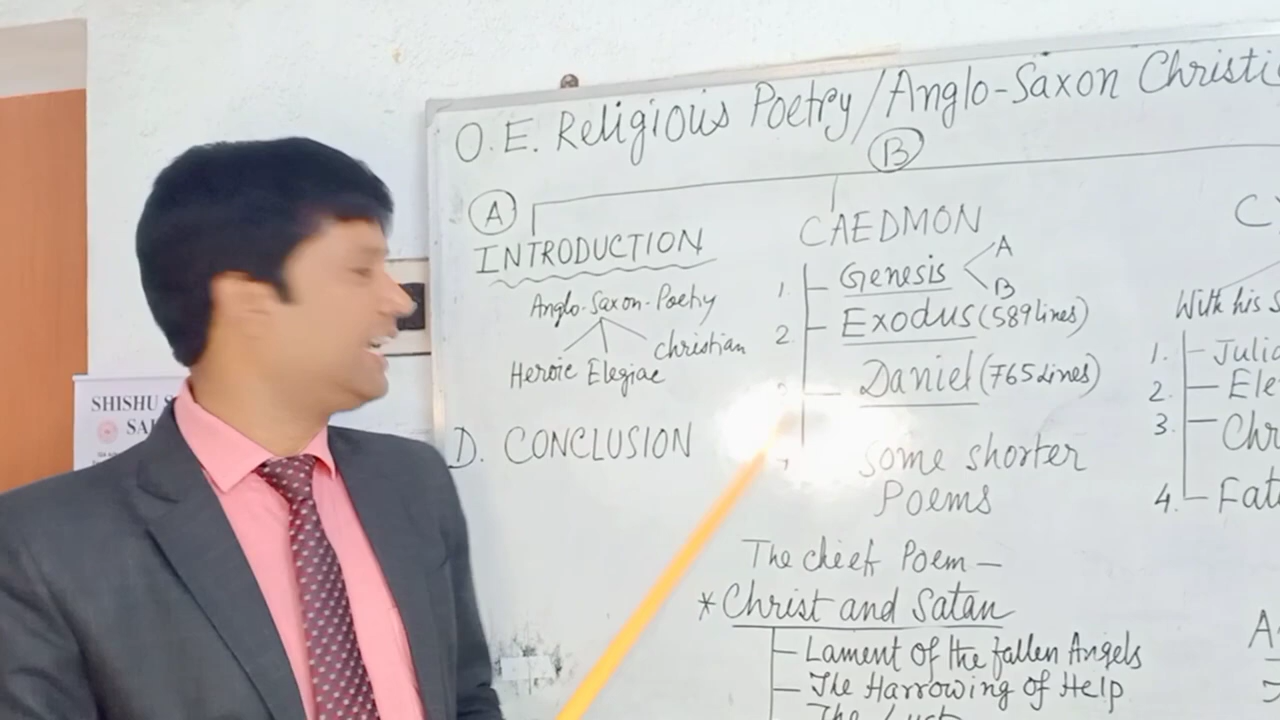 O. E. Religious Poetry / Anglo-Saxon Christi
B
A
INTRODUCTION
Anglo-Saxon-Poetry
Heroic Elegiac Christian
D. CONCLUSION
CAEDMON
1. Genesis A
B
2. Exodus (589 lines)
Daniel (765 Lines)
Some shorter
Poems
The chief Poem —
* Christ and Satan
Lament Of the fallen Angels
The Harrowing of Help
The
C
With his S
1. Julia
2. Ele
3. Chr
4. Fat
A
SHISHU S
SA